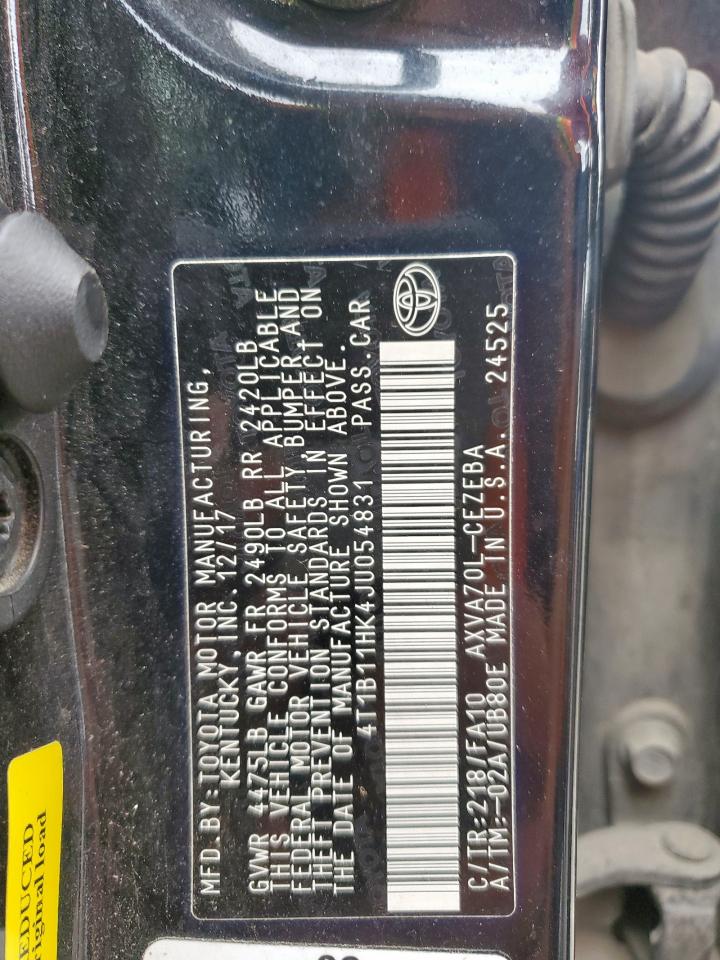 MFD.BY:TOYOTA MOTOR MANUFACTURING,
KENTUCKY, INC.12/17
GVWR 4475LB GAWR FR 2490LB RR 2420LB
THIS VEHICLE CONFORMS TO ALL APPLICABLE
FEDERAL MOTOR VEHICLE SAFETY, BUMPER, AND
THEFT PREVENTION STANDARDS IN EFFECT ON
THE DATE OF MANUFACTURE SHOWN ABOVE.
4T1B11HK4JU054831 PASS.CAR
C/TR:218/FA10 AXVA70L-CEZEBA
A/TM:-02A/UB80E MADE IN U.S.A. 24525
EDUCED
riginal load